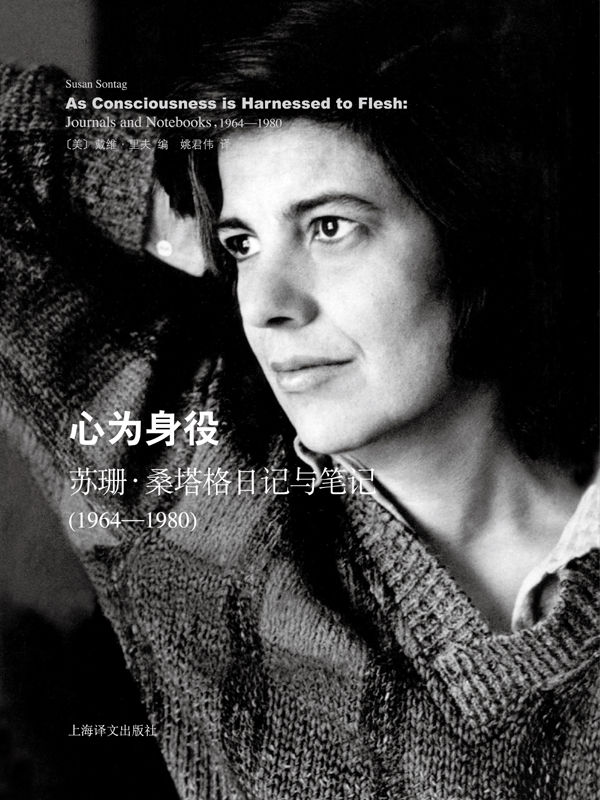 Susan Sontag
As Consciousness is Harnessed to Flesh:
Journals and Notebooks, 1964—1980
〔美〕戴维·里夫 编 姚君伟 译
心为身役
苏珊·桑塔格日记与笔记
(1964—1980)
上海译文出版社